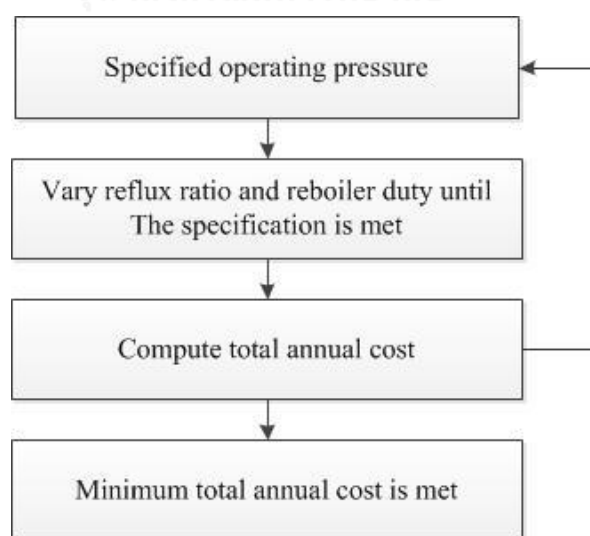 Specified operating pressure
Vary reflux ratio and reboiler duty until
The specification is met
Compute total annual cost
Minimum total annual cost is met